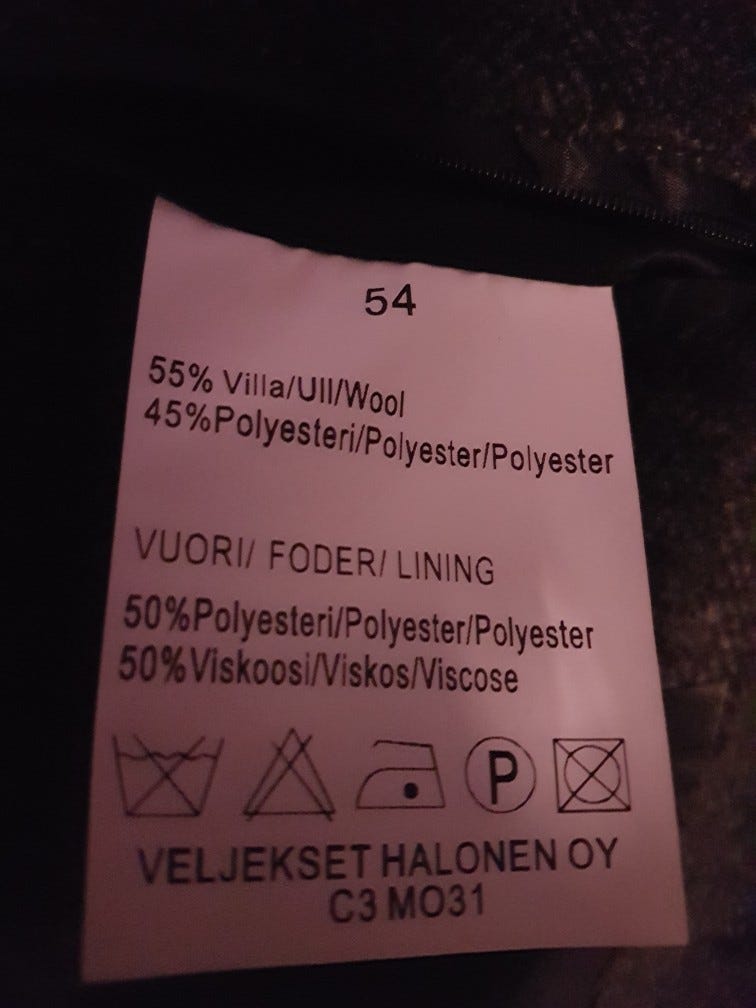 54
55% Villa/Ull/Wool
45%Polyesteri/Polyester/Polyester
VUORI/ FODER/ LINING
50%Polyesteri/Polyester/Polyester
50%Viskoosi/Viskos/Viscose
P
VELJEKSET HALONEN OY
C3 MO31